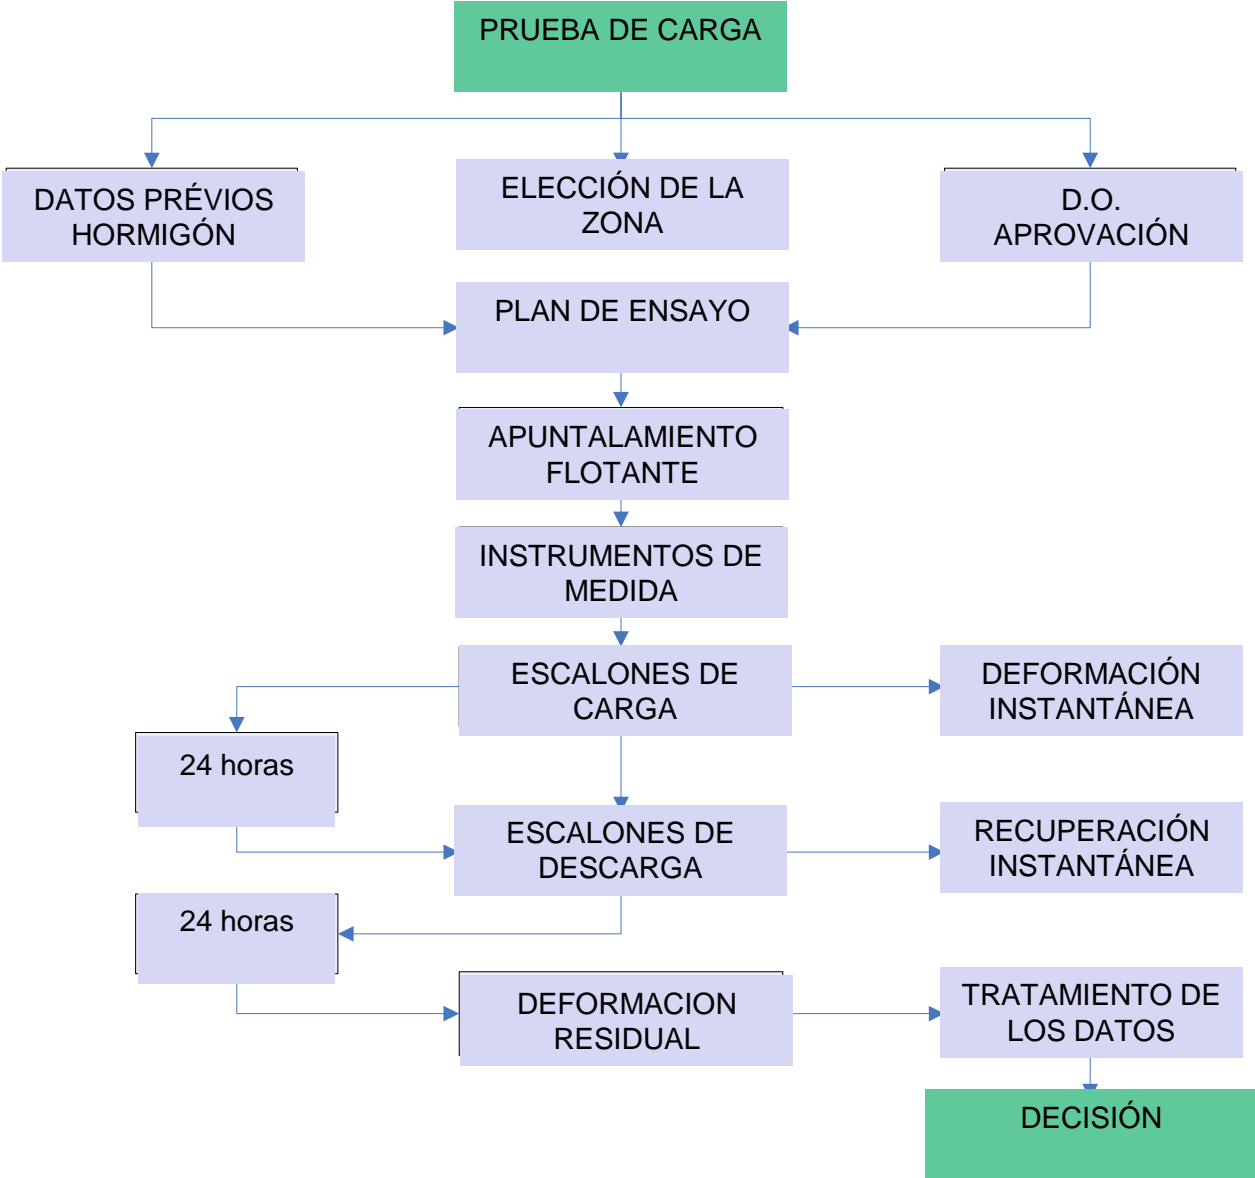 PRUEBA DE CARGA
DATOS PRÉVIOS
HORMIGÓN
ELECCIÓN DE LA
ZONA
D.O.
APROVACIÓN
PLAN DE ENSAYO
APUNTALAMIENTO
FLOTANTE
INSTRUMENTOS DE
MEDIDA
ESCALONES DE
CARGA
DEFORMACIÓN
INSTANTÁNEA
24 horas
ESCALONES DE
DESCARGA
RECUPERACIÓN
INSTANTÁNEA
24 horas
DEFORMACION
RESIDUAL
TRATAMIENTO DE
LOS DATOS
DECISIÓN